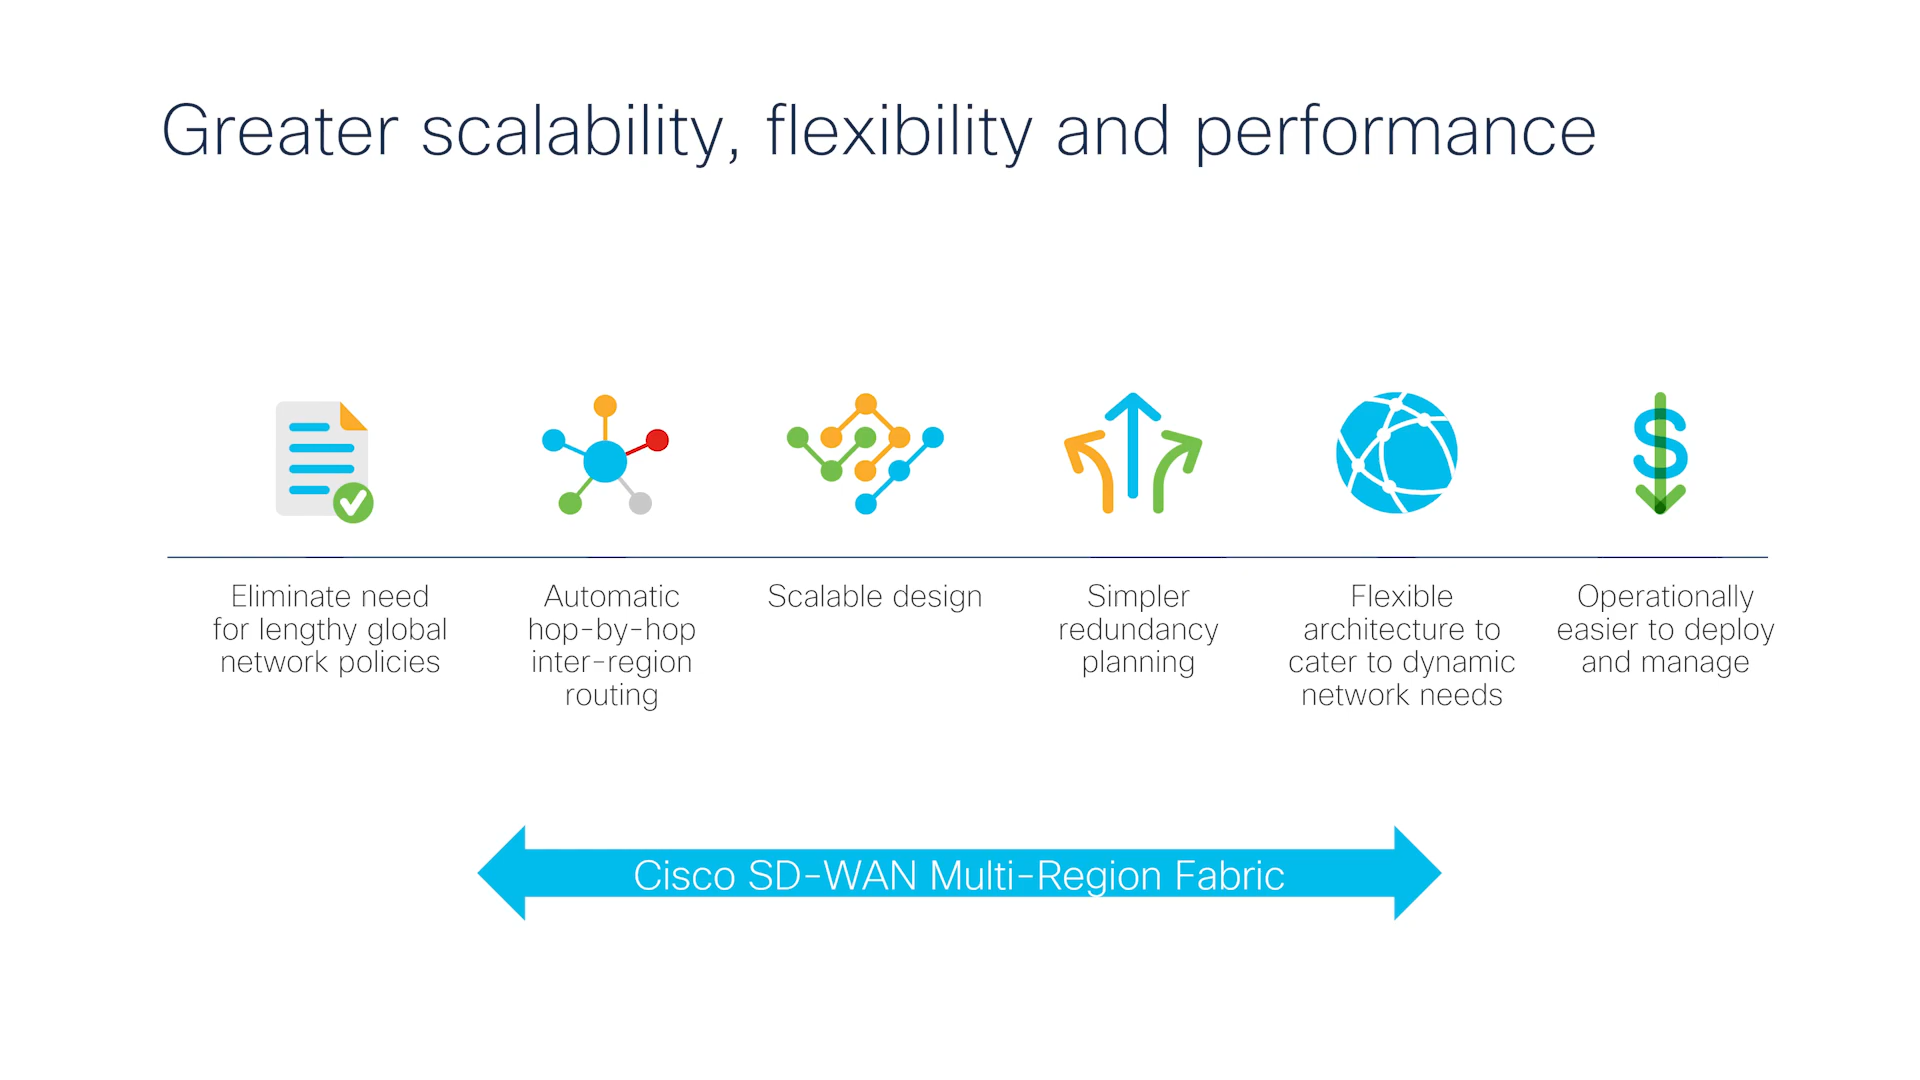 Greater scalability, flexibility and performance
Eliminate need
for lengthy global
network policies
Automatic
hop-by-hop
inter-region
routing
Scalable design
Simpler
redundancy
planning
Flexible
architecture to
cater to dynamic
network needs
Operationally
easier to deploy
and manage
Cisco SD-WAN Multi-Region Fabric